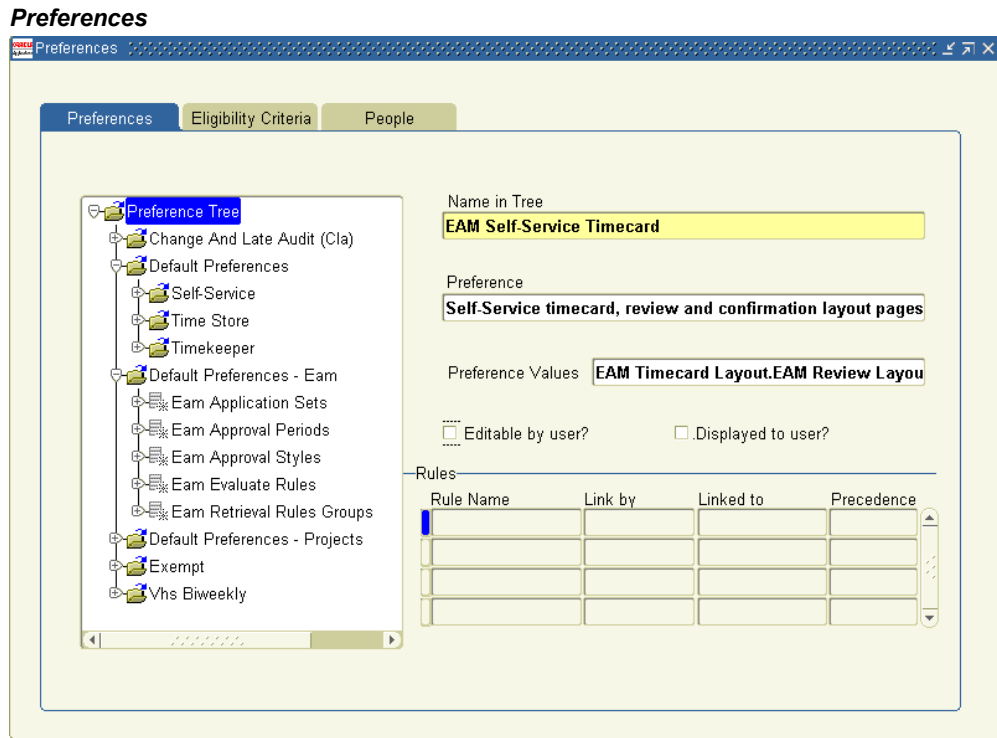 Preferences
ORACLE
Preferences
Preferences Eligibility Criteria People
Preference Tree
Change And Late Audit (Cla)
Default Preferences
Self-Service
Time Store
Timekeeper
Default Preferences - Eam
Eam Application Sets
Eam Approval Periods
Eam Approval Styles
Eam Evaluate Rules
Eam Retrieval Rules Groups
Default Preferences - Projects
Exempt
Vhs Biweekly
Name in Tree
EAM Self-Service Timecard
Preference
Self-Service timecard, review and confirmation layout pages
Preference Values EAM Timecard Layout.EAM Review Layou
Editable by user? .Displayed to user?
Rules
Rule Name Link by Linked to Precedence